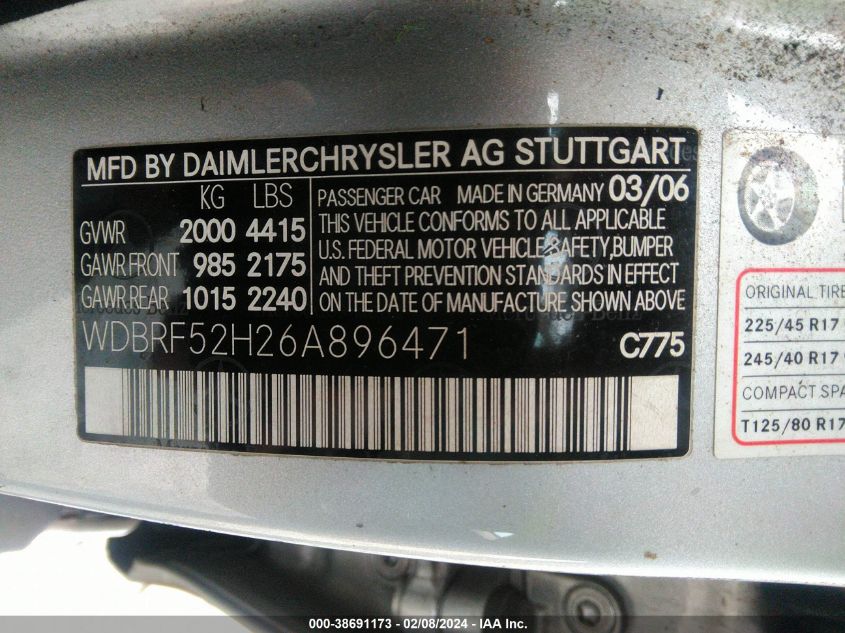 MFD BY DAIMLERCHRYSLER AG STUTTGART
KG LBS
GVWR 2000 4415
GAWR FRONT 985 2175
GAWR REAR 1015 2240
PASSENGER CAR MADE IN GERMANY 03/06
THIS VEHICLE CONFORMS TO ALL APPLICABLE
U.S. FEDERAL MOTOR VEHICLE SAFETY, BUMPER
AND THEFT PREVENTION STANDARDS IN EFFECT
ON THE DATE OF MANUFACTURE SHOWN ABOVE
WDBRF52H26A896471
C775
ORIGINAL TIRE
225/45 R17
245/40 R17
COMPACT SPA
T125/80 R17
000-38691173 - 02/08/2024 - IAA Inc.